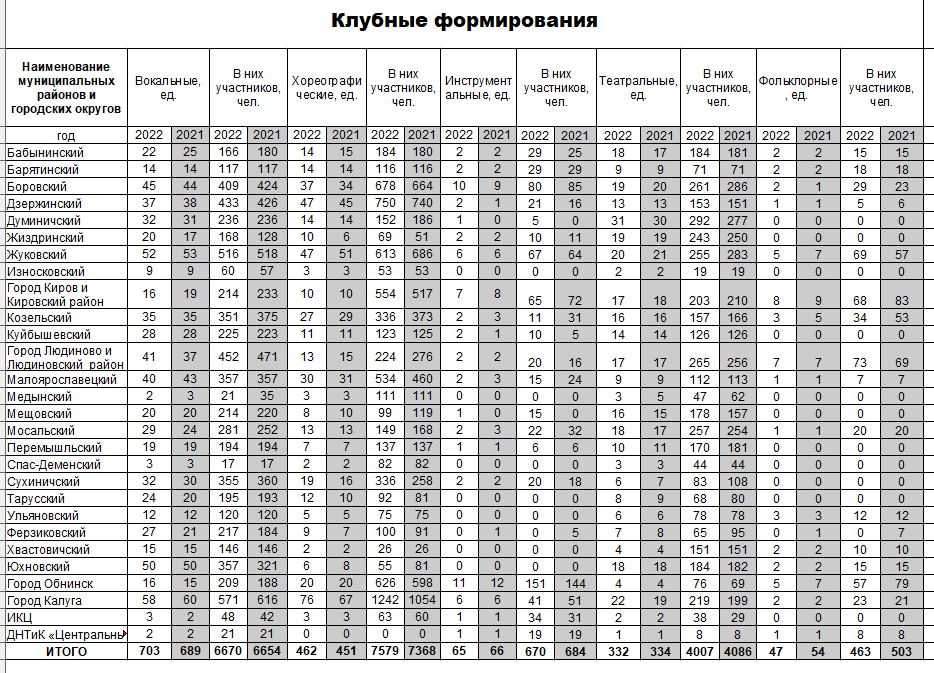 Клубные формирования
Наименование муниципальных районов и городских округов Вокальные, ед. В них участников, чел. Хореографические, ед. В них участников, чел. Инструментальные, ед. В них участников, чел. Театральные, ед. В них участников, чел. Фольклорные, ед. В них участников, чел.
год 2022 2021 2022 2021 2022 2021 2022 2021 2022 2021 2022 2021 2022 2021 2022 2021 2022 2021 2022 2021
Бабынинский 22 25 166 180 14 15 184 180 2 2 29 25 18 17 184 181 2 2 15 15
Барятинский 14 14 117 117 14 14 116 116 2 2 29 29 9 9 71 71 2 2 18 18
Боровский 45 44 409 424 37 34 678 664 10 9 80 85 19 20 261 286 2 1 29 23
Дзержинский 37 38 433 426 47 45 750 740 2 1 21 16 13 13 153 151 1 1 5 6
Думиничский 32 31 236 236 14 14 152 186 1 0 5 0 31 30 292 277 0 0 0 0
Жиздринский 20 17 168 128 10 6 69 51 2 2 10 11 19 19 243 250 0 0 0 0
Жуковский 52 53 516 518 47 51 613 686 6 6 67 64 20 21 255 283 5 7 69 57
Износковский 9 9 60 57 3 3 53 53 0 0 0 0 2 2 19 19 0 0 0 0
Город Киров и Кировский район 16 19 214 233 10 10 554 517 7 8 65 72 17 18 203 210 8 9 68 83
Козельский 35 35 351 375 27 29 336 373 2 3 11 31 16 16 157 166 3 5 34 53
Куйбышевский 28 28 225 223 11 11 123 125 2 1 10 5 14 14 126 126 0 0 0 0
Город Людиново и Людиновский район 41 37 452 471 13 15 224 276 2 2 20 16 17 17 265 256 7 7 73 69
Малоярославецкий 40 43 357 357 30 31 534 460 2 3 15 24 9 9 112 113 1 1 7 7
Медынский 2 3 21 35 3 3 111 111 0 0 0 0 3 5 47 62 0 0 0 0
Мещовский 20 20 214 220 8 10 99 119 1 0 15 0 16 15 178 157 0 0 0 0
Мосальский 29 24 281 252 13 13 149 168 2 3 22 32 18 17 257 254 1 1 20 20
Перемышльский 19 19 194 194 7 7 137 137 1 1 6 6 10 11 170 181 0 0 0 0
Спас-Деменский 3 3 17 17 2 2 82 82 0 0 0 0 3 3 44 44 0 0 0 0
Сухиничский 32 30 355 360 19 16 336 258 2 2 20 18 6 7 83 108 0 0 0 0
Тарусский 24 20 195 193 12 10 92 81 0 0 0 0 8 9 68 80 0 0 0 0
Ульяновский 12 12 120 120 5 5 75 75 0 0 0 0 6 6 78 78 3 3 12 12
Ферзиковский 27 21 217 184 9 7 100 91 0 1 0 5 7 8 65 95 0 1 0 7
Хвастовичский 15 15 146 146 2 2 26 26 0 0 0 0 4 4 151 151 2 2 10 10
Юхновский 50 50 357 321 6 8 55 81 0 0 0 0 18 18 184 182 2 2 15 15
Город Обнинск 16 15 209 188 20 20 626 598 11 12 151 144 4 4 76 69 5 7 57 79
Город Калуга 58 60 571 616 76 67 1242 1054 6 6 41 51 22 19 219 199 2 2 23 21
ИКЦ 3 2 48 42 3 3 63 60 1 1 34 31 2 2 38 29 0 0 0 0
ДНТиК «Центральны 2 2 21 21 0 0 0 0 1 1 19 19 1 1 8 8 1 1 8 8
ИТОГО 703 689 6670 6654 462 451 7579 7368 65 66 670 684 332 334 4007 4086 47 54 463 503